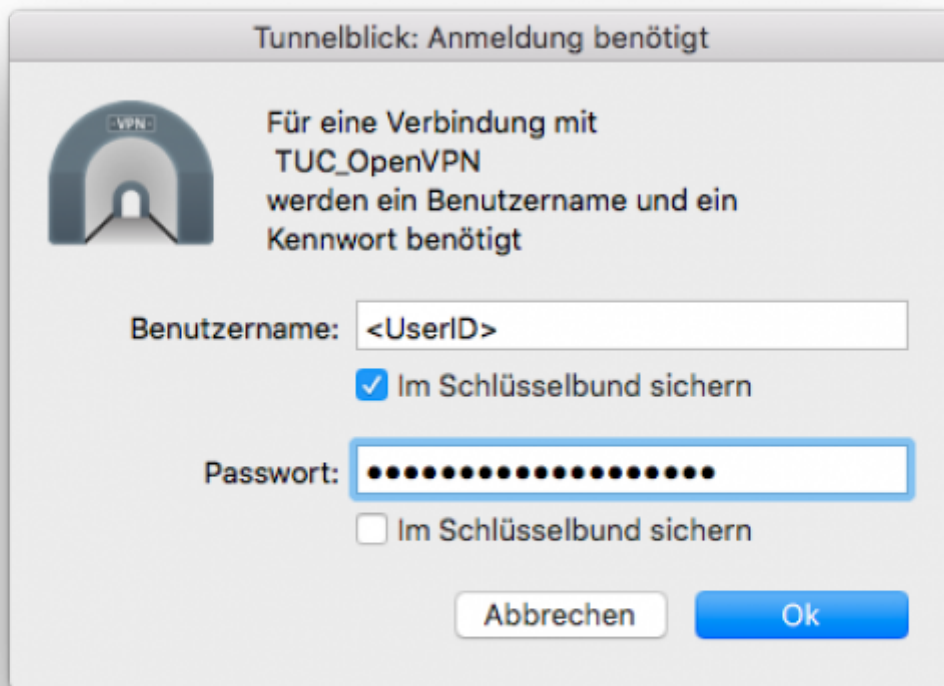 Tunnelblick: Anmeldung benötigt
-VPN-
Für eine Verbindung mit
TUC_OpenVPN
werden ein Benutzername und ein
Kennwort benötigt
Benutzername: <UserID>
Im Schlüsselbund sichern
Passwort: •••••••••••••••••••
Im Schlüsselbund sichern
Abbrechen Ok